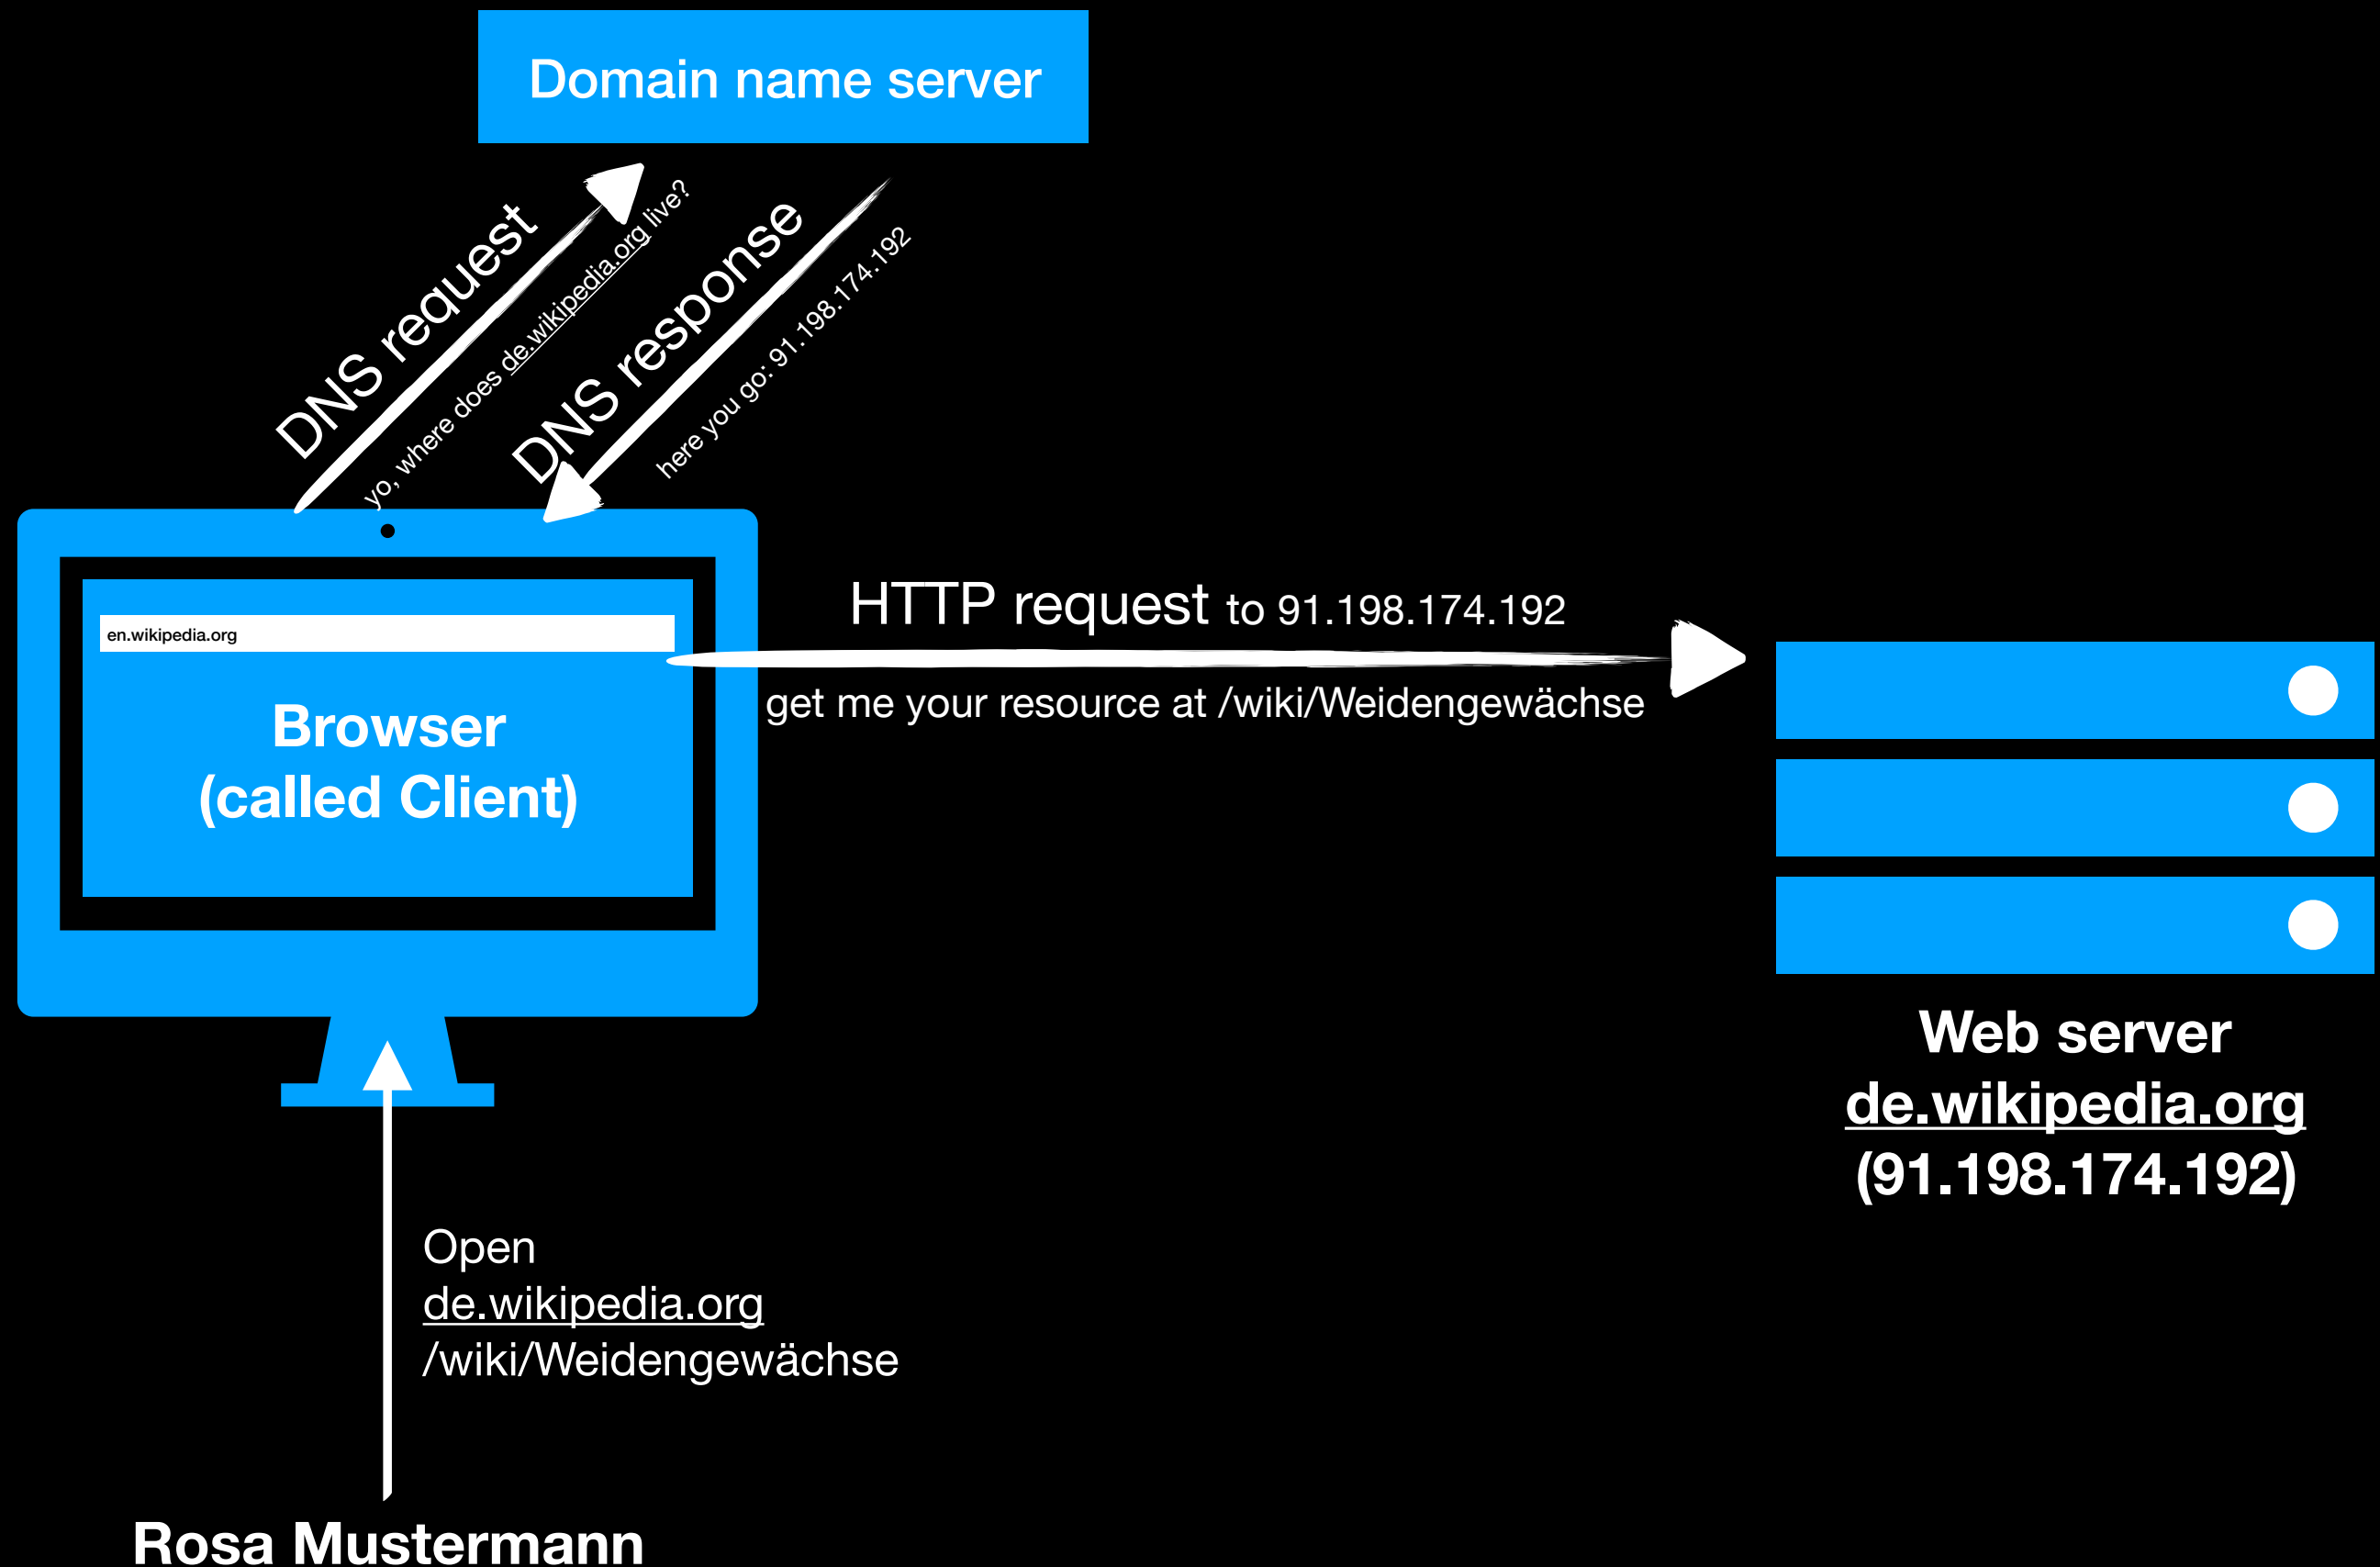 Domain name server
DNS request
yo, where does de.wikipedia.org live?
DNS response
here you go: 91.198.174.192
en.wikipedia.org
Browser
(called Client)
HTTP request to 91.198.174.192
get me your resource at /wiki/Weidengewächse
Web server
de.wikipedia.org
(91.198.174.192)
Open
de.wikipedia.org
/wiki/Weidengewächse
Rosa Mustermann